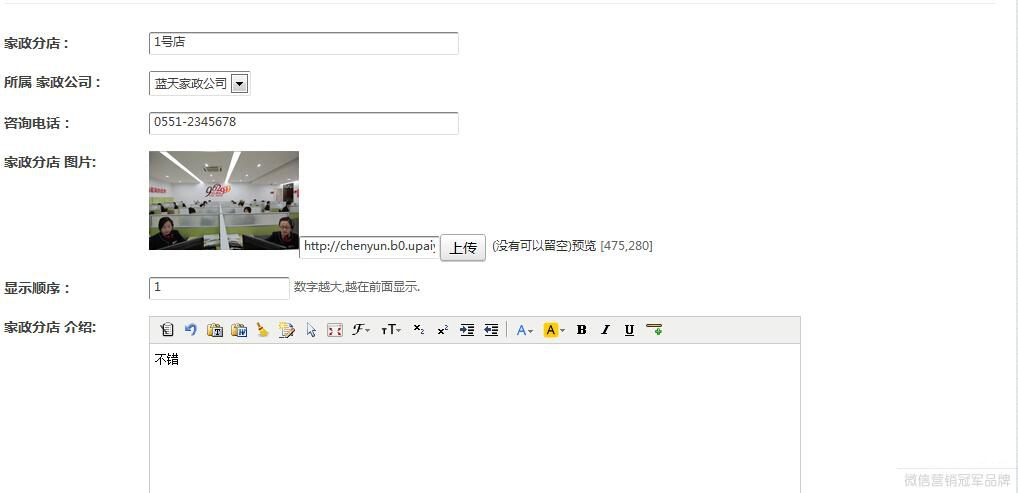 家政分店：
1号店
所属 家政公司：
蓝天家政公司
咨询电话：
0551-2345678
家政分店 图片:
http://chenyun.b0.upaiy
上传
(没有可以留空)预览 [475,280]
显示顺序：
1
数字越大,越在前面显示.
家政分店 介绍:
不错
微信营销冠军品牌